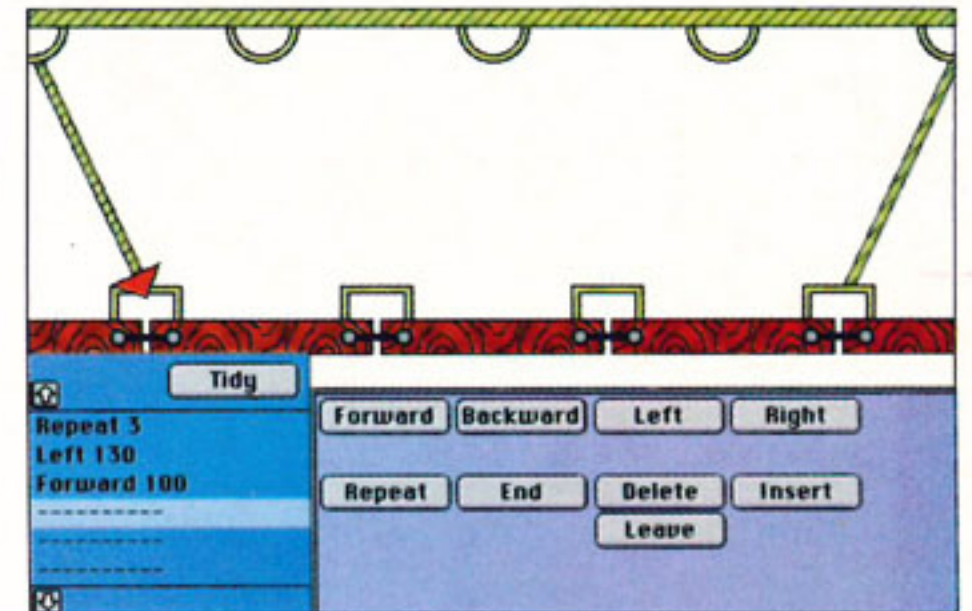 Tidy
Repeat 3
Left 130
Forward 100
----------
----------
----------
Forward Backward Left Right
Repeat End Delete Insert
Leave